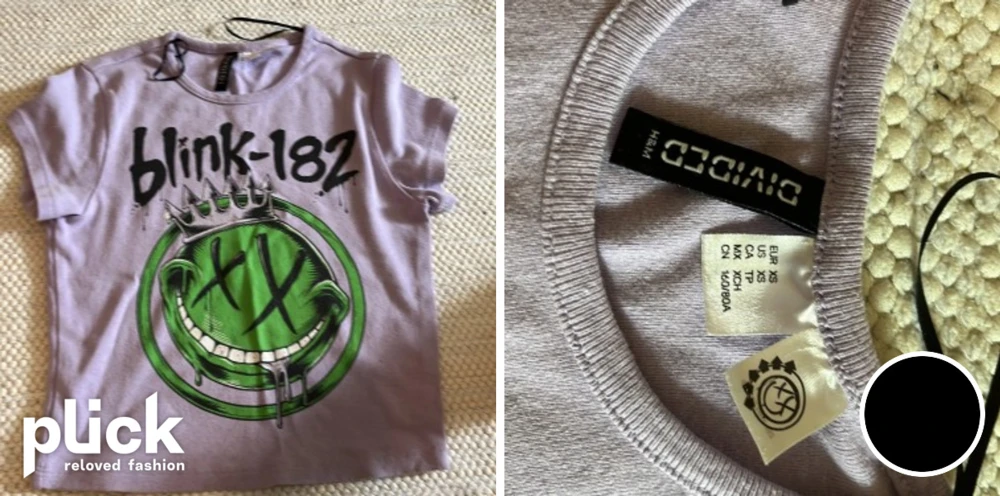 blink-182
plick
reloved fashion
DIVIDED
H&M
EUR XS
US XS
CA TP
MX XCH
CN 160/80A